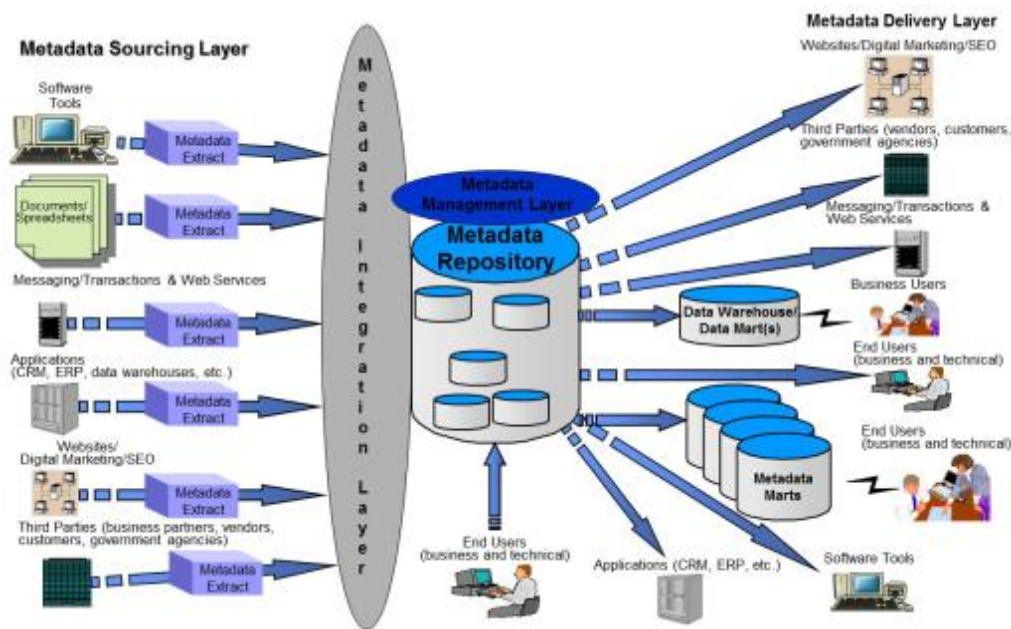 Metadata Sourcing Layer
Software
Tools
Metadata
Extract
Documents/
Spreadsheets
Metadata
Extract
Messaging/Transactions & Web Services
Metadata
Extract
Applications
(CRM, ERP, data warehouses, etc.)
Metadata
Extract
Websites/
Digital Marketing/SEO
Metadata
Extract
Third Parties (business partners, vendors,
customers, government agencies)
Metadata
Extract
Metadata Integration Layer
Metadata
Management Layer
Metadata
Repository
End Users
(business and technical)
Metadata Delivery Layer
Websites/Digital Marketing/SEO
Third Parties (vendors, customers,
government agencies)
Messaging/Transactions &
Web Services
Business Users
Data Warehouse/
Data Mart(s)
End Users
(business and technical)
End Users
(business and technical)
Metadata
Marts
Applications (CRM, ERP, etc.)
Software Tools